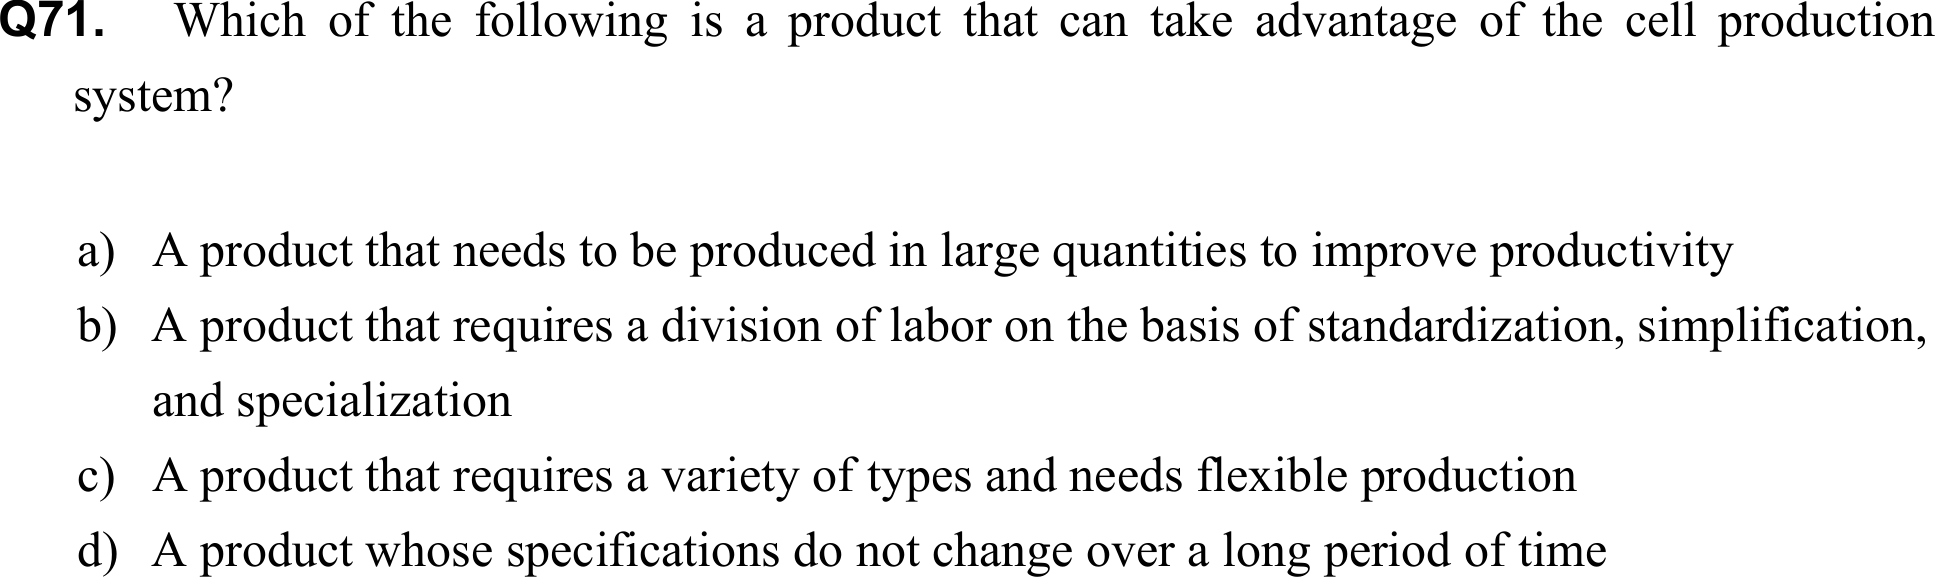 Q71. Which of the following is a product that can take advantage of the cell production
system?
a) A product that needs to be produced in large quantities to improve productivity
b) A product that requires a division of labor on the basis of standardization, simplification,
and specialization
c) A product that requires a variety of types and needs flexible production
d) A product whose specifications do not change over a long period of time